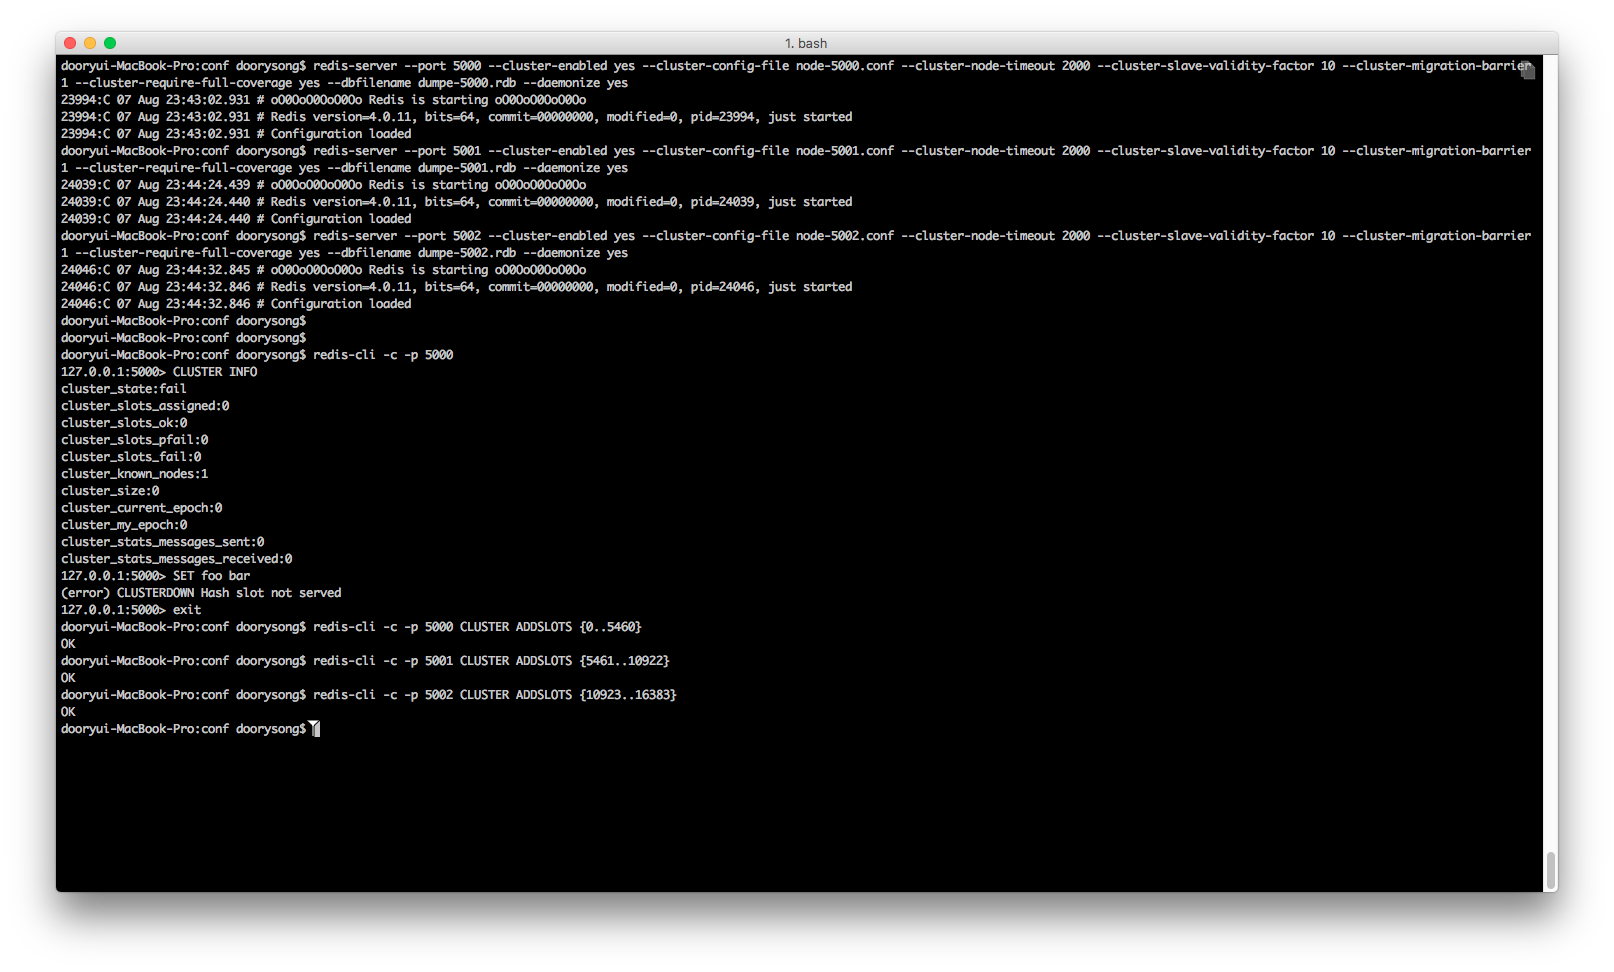 1. bash
dooryui-MacBook-Pro:conf doorysong$ redis-server --port 5000 --cluster-enabled yes --cluster-config-file node-5000.conf --cluster-node-timeout 2000 --cluster-slave-validity-factor 10 --cluster-migration-barrier
1 --cluster-require-full-coverage yes --dbfilename dumpe-5000.rdb --daemonize yes
23994:C 07 Aug 23:43:02.931 # oO0OoO0OoO0Oo Redis is starting oO0OoO0OoO0Oo
23994:C 07 Aug 23:43:02.931 # Redis version=4.0.11, bits=64, commit=00000000, modified=0, pid=23994, just started
23994:C 07 Aug 23:43:02.931 # Configuration loaded
dooryui-MacBook-Pro:conf doorysong$ redis-server --port 5001 --cluster-enabled yes --cluster-config-file node-5001.conf --cluster-node-timeout 2000 --cluster-slave-validity-factor 10 --cluster-migration-barrier
1 --cluster-require-full-coverage yes --dbfilename dumpe-5001.rdb --daemonize yes
24039:C 07 Aug 23:44:24.439 # oO0OoO0OoO0Oo Redis is starting oO0OoO0OoO0Oo
24039:C 07 Aug 23:44:24.440 # Redis version=4.0.11, bits=64, commit=00000000, modified=0, pid=24039, just started
24039:C 07 Aug 23:44:24.440 # Configuration loaded
dooryui-MacBook-Pro:conf doorysong$ redis-server --port 5002 --cluster-enabled yes --cluster-config-file node-5002.conf --cluster-node-timeout 2000 --cluster-slave-validity-factor 10 --cluster-migration-barrier
1 --cluster-require-full-coverage yes --dbfilename dumpe-5002.rdb --daemonize yes
24046:C 07 Aug 23:44:32.845 # oO0OoO0OoO0Oo Redis is starting oO0OoO0OoO0Oo
24046:C 07 Aug 23:44:32.846 # Redis version=4.0.11, bits=64, commit=00000000, modified=0, pid=24046, just started
24046:C 07 Aug 23:44:32.846 # Configuration loaded
dooryui-MacBook-Pro:conf doorysong$
dooryui-MacBook-Pro:conf doorysong$
dooryui-MacBook-Pro:conf doorysong$ redis-cli -c -p 5000
127.0.0.1:5000> CLUSTER INFO
cluster_state:fail
cluster_slots_assigned:0
cluster_slots_ok:0
cluster_slots_pfail:0
cluster_slots_fail:0
cluster_known_nodes:1
cluster_size:0
cluster_current_epoch:0
cluster_my_epoch:0
cluster_stats_messages_sent:0
cluster_stats_messages_received:0
127.0.0.1:5000> SET foo bar
(error) CLUSTERDOWN Hash slot not served
127.0.0.1:5000> exit
dooryui-MacBook-Pro:conf doorysong$ redis-cli -c -p 5000 CLUSTER ADDSLOTS {0..5460}
OK
dooryui-MacBook-Pro:conf doorysong$ redis-cli -c -p 5001 CLUSTER ADDSLOTS {5461..10922}
OK
dooryui-MacBook-Pro:conf doorysong$ redis-cli -c -p 5002 CLUSTER ADDSLOTS {10923..16383}
OK
dooryui-MacBook-Pro:conf doorysong$